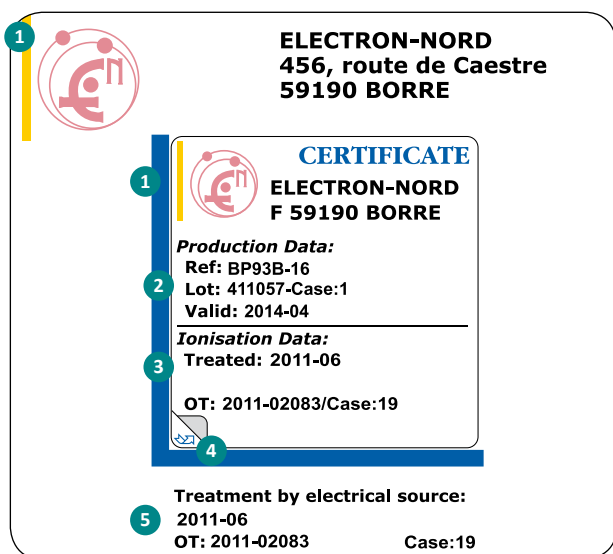 1
ELECTRON-NORD
456, route de Caestre
59190 BORRE
N
1
CERTIFICATE
N
ELECTRON-NORD
F 59190 BORRE
Production Data:
Ref: BP93B-16
2
Lot: 411057-Case:1
Valid: 2014-04
Ionisation Data:
3
Treated: 2011-06
OT: 2011-02083/Case:19
4
Treatment by electrical source:
5
2011-06
OT: 2011-02083 Case:19